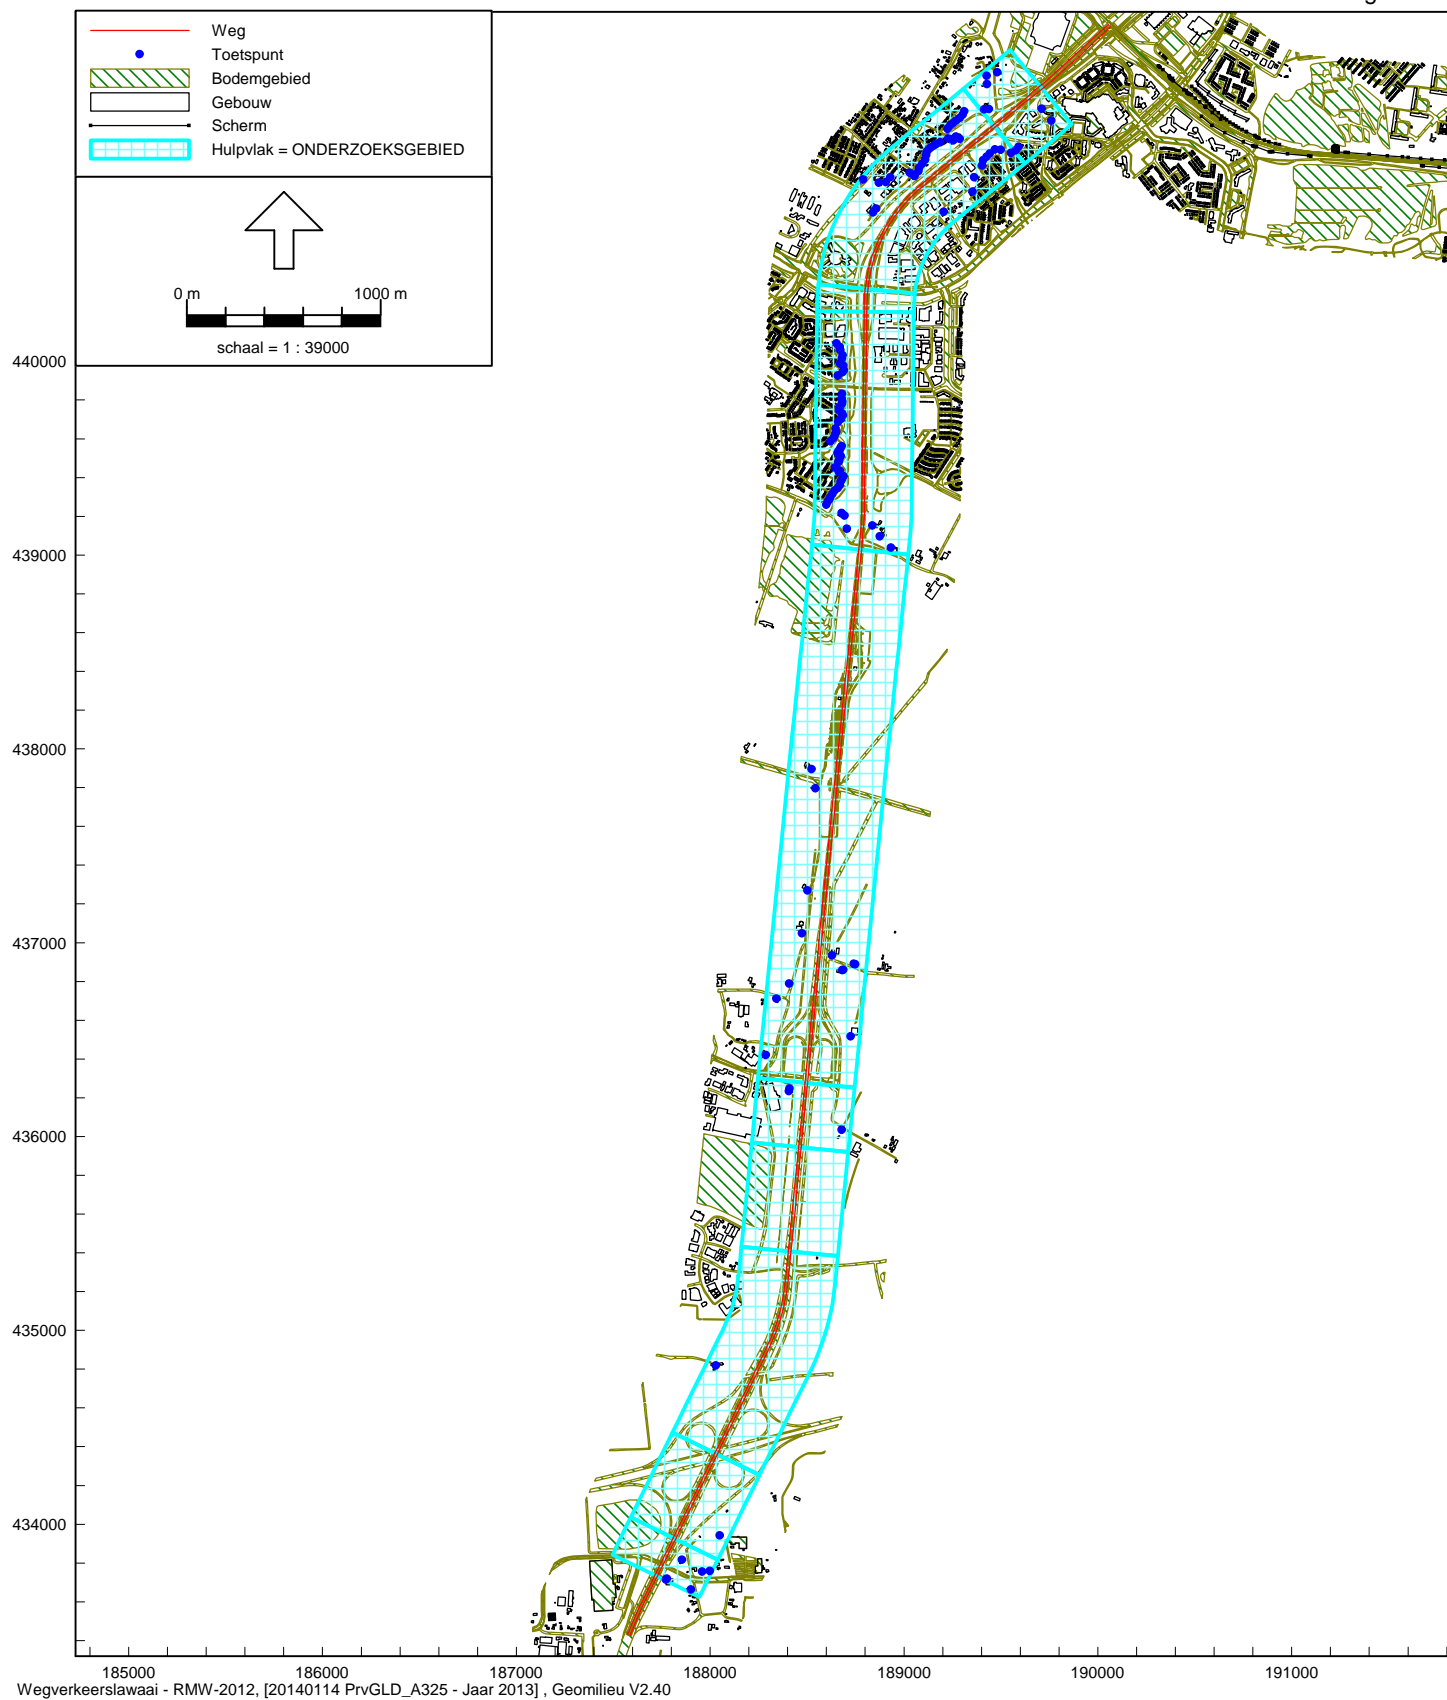 Weg
Toetspunt
Bodemgebied
Gebouw
Scherm
Hulpvlak = ONDERZOEKSGEBIED
0 m 1000 m
schaal = 1 : 39000
440000
439000
438000
437000
436000
435000
434000
185000 186000 187000 188000 189000 190000 191000
Wegverkeerslawaai - RMW-2012, [20140114 PrvGLD_A325 - Jaar 2013] , Geomilieu V2.40